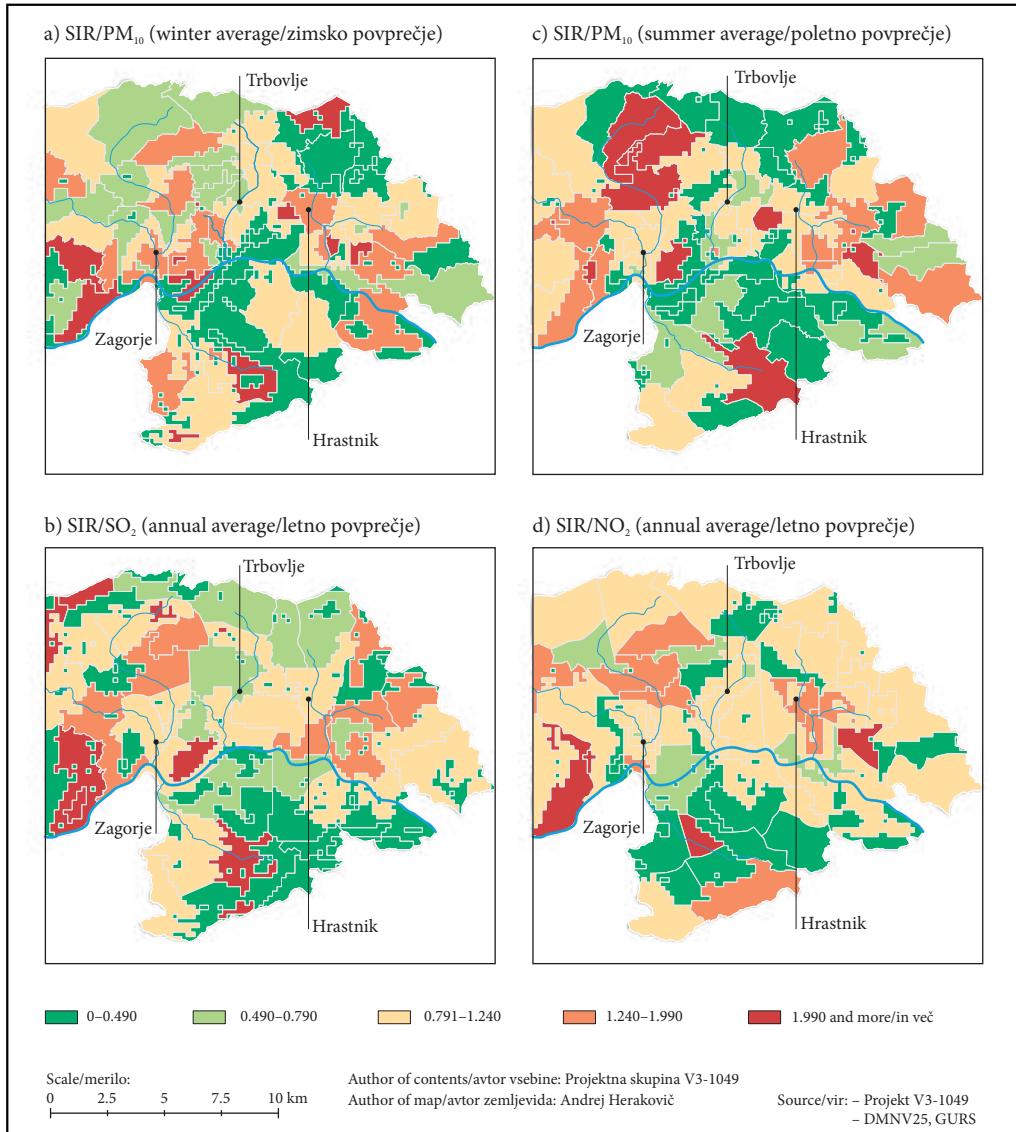 a) SIR/PM₁₀ (winter average/zimsko povprečje)
Trbovlje
Zagorje
Hrastnik
c) SIR/PM₁₀ (summer average/poletno povprečje)
Trbovlje
Zagorje
Hrastnik
b) SIR/SO₂ (annual average/letno povprečje)
Trbovlje
Zagorje
Hrastnik
d) SIR/NO₂ (annual average/letno povprečje)
Trbovlje
Zagorje
Hrastnik
0–0.490 0.490–0.790 0.791–1.240 1.240–1.990 1.990 and more/in več
Scale/merilo:
0 5 10 km
Author of contents/avtor vsebine: Projektna skupina V3-1049
Author of map/avtor zemljevida: Andrej Herakovič
Source/vir: – Projekt V3-1049
– DMNV25, GURS